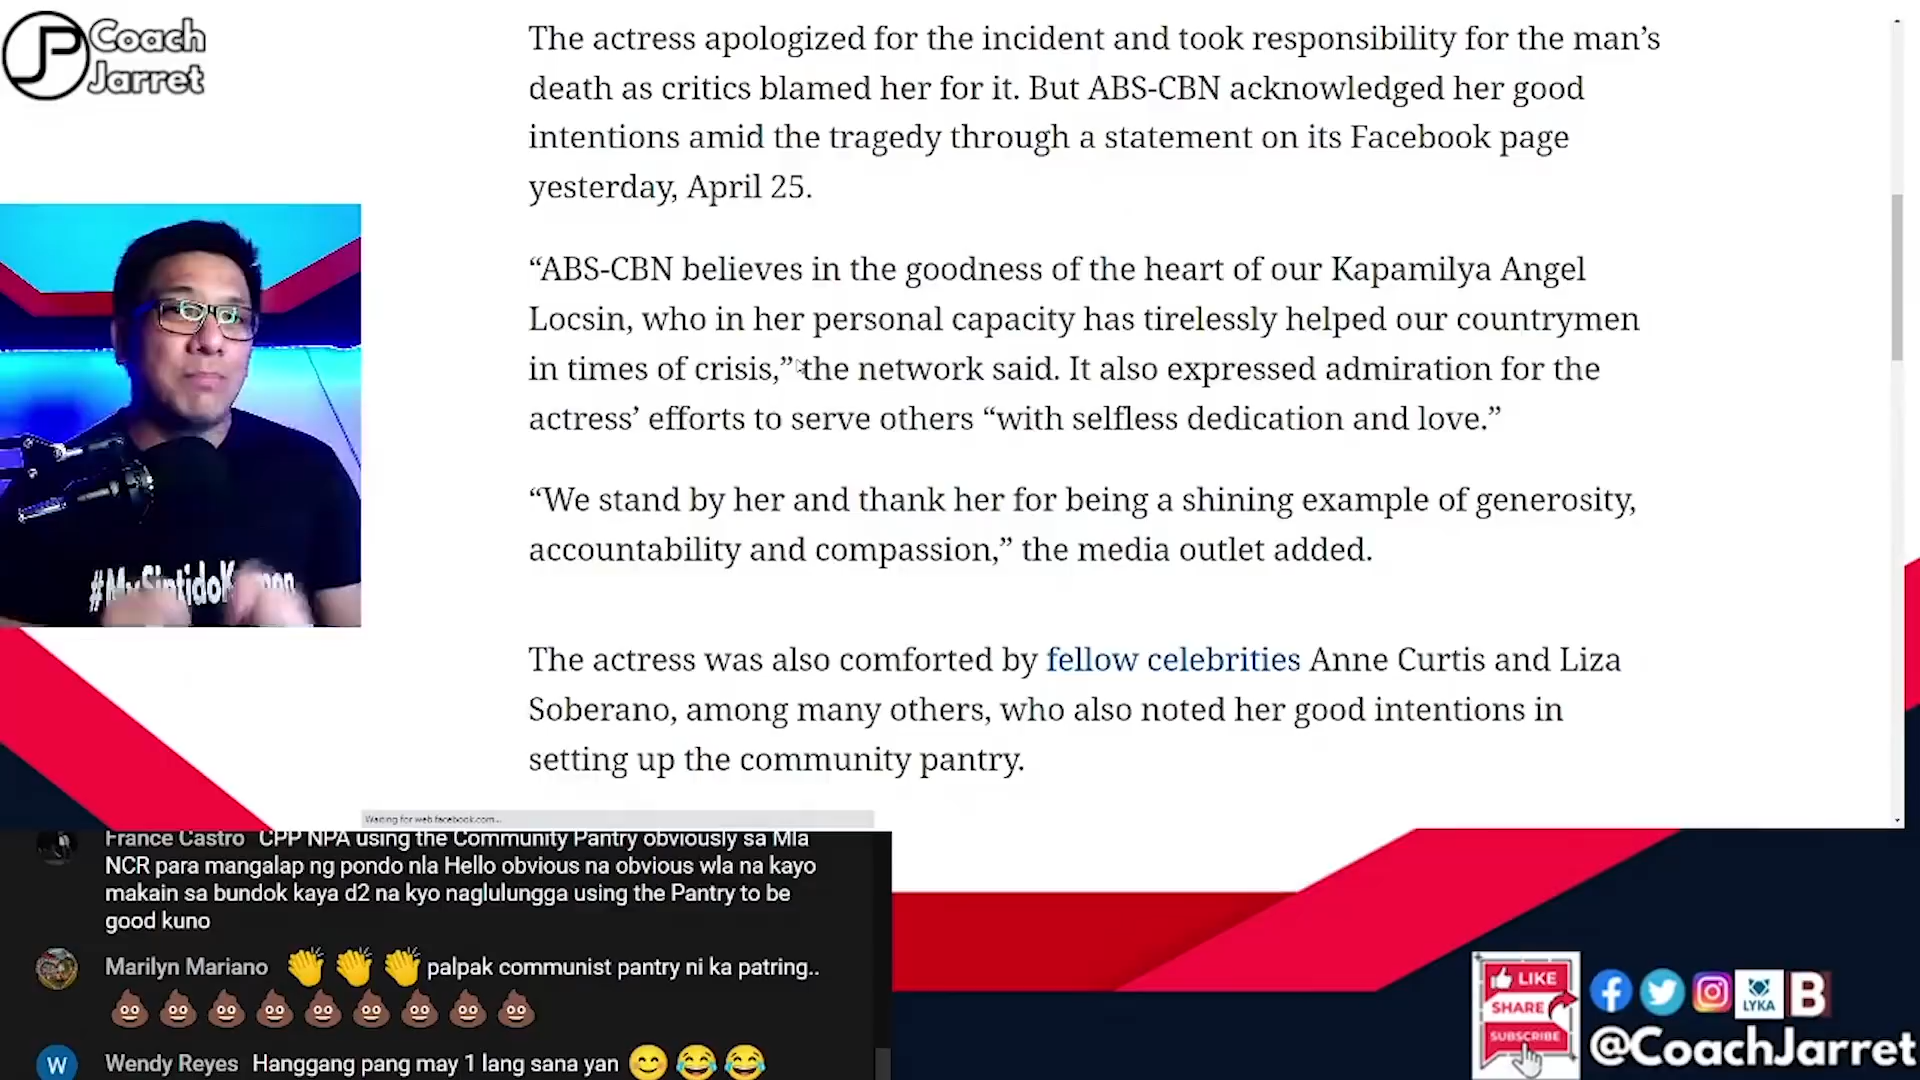 Coach
Jarret
The actress apologized for the incident and took responsibility for the man’s
death as critics blamed her for it. But ABS-CBN acknowledged her good
intentions amid the tragedy through a statement on its Facebook page
yesterday, April 25.
“ABS-CBN believes in the goodness of the heart of our Kapamilya Angel
Locsin, who in her personal capacity has tirelessly helped our countrymen
in times of crisis,” the network said. It also expressed admiration for the
actress’ efforts to serve others “with selfless dedication and love.”
“We stand by her and thank her for being a shining example of generosity,
accountability and compassion,” the media outlet added.
The actress was also comforted by fellow celebrities Anne Curtis and Liza
Soberano, among many others, who also noted her good intentions in
setting up the community pantry.
Waiting for web.facebook.com...
France Castro CPP NPA using the Community Pantry obviously sa Mla
NCR para mangalap ng pondo nla Hello obvious na obvious wla na kayo
makain sa bundok kaya d2 na kyo naglulungga using the Pantry to be
good kuno
Marilyn Mariano 👏👏👏 palpak communist pantry ni ka patring..
💩💩💩💩💩💩💩💩💩
W Wendy Reyes Hanggang pang may 1 lang sana yan 😊😂😂
LIKE
SHARE
SUBSCRIBE
LYKA
B
@CoachJarret